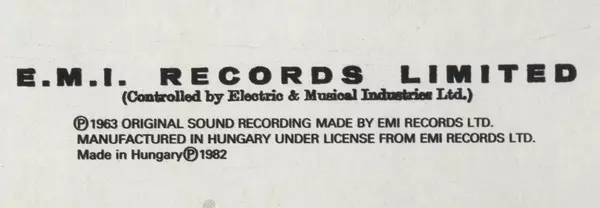 E.M.I. RECORDS LIMITED
(Controlled by Electric & Musical Industries Ltd.)
℗1963 ORIGINAL SOUND RECORDING MADE BY EMI RECORDS LTD.
MANUFACTURED IN HUNGARY UNDER LICENSE FROM EMI RECORDS LTD.
Made in Hungary℗1982